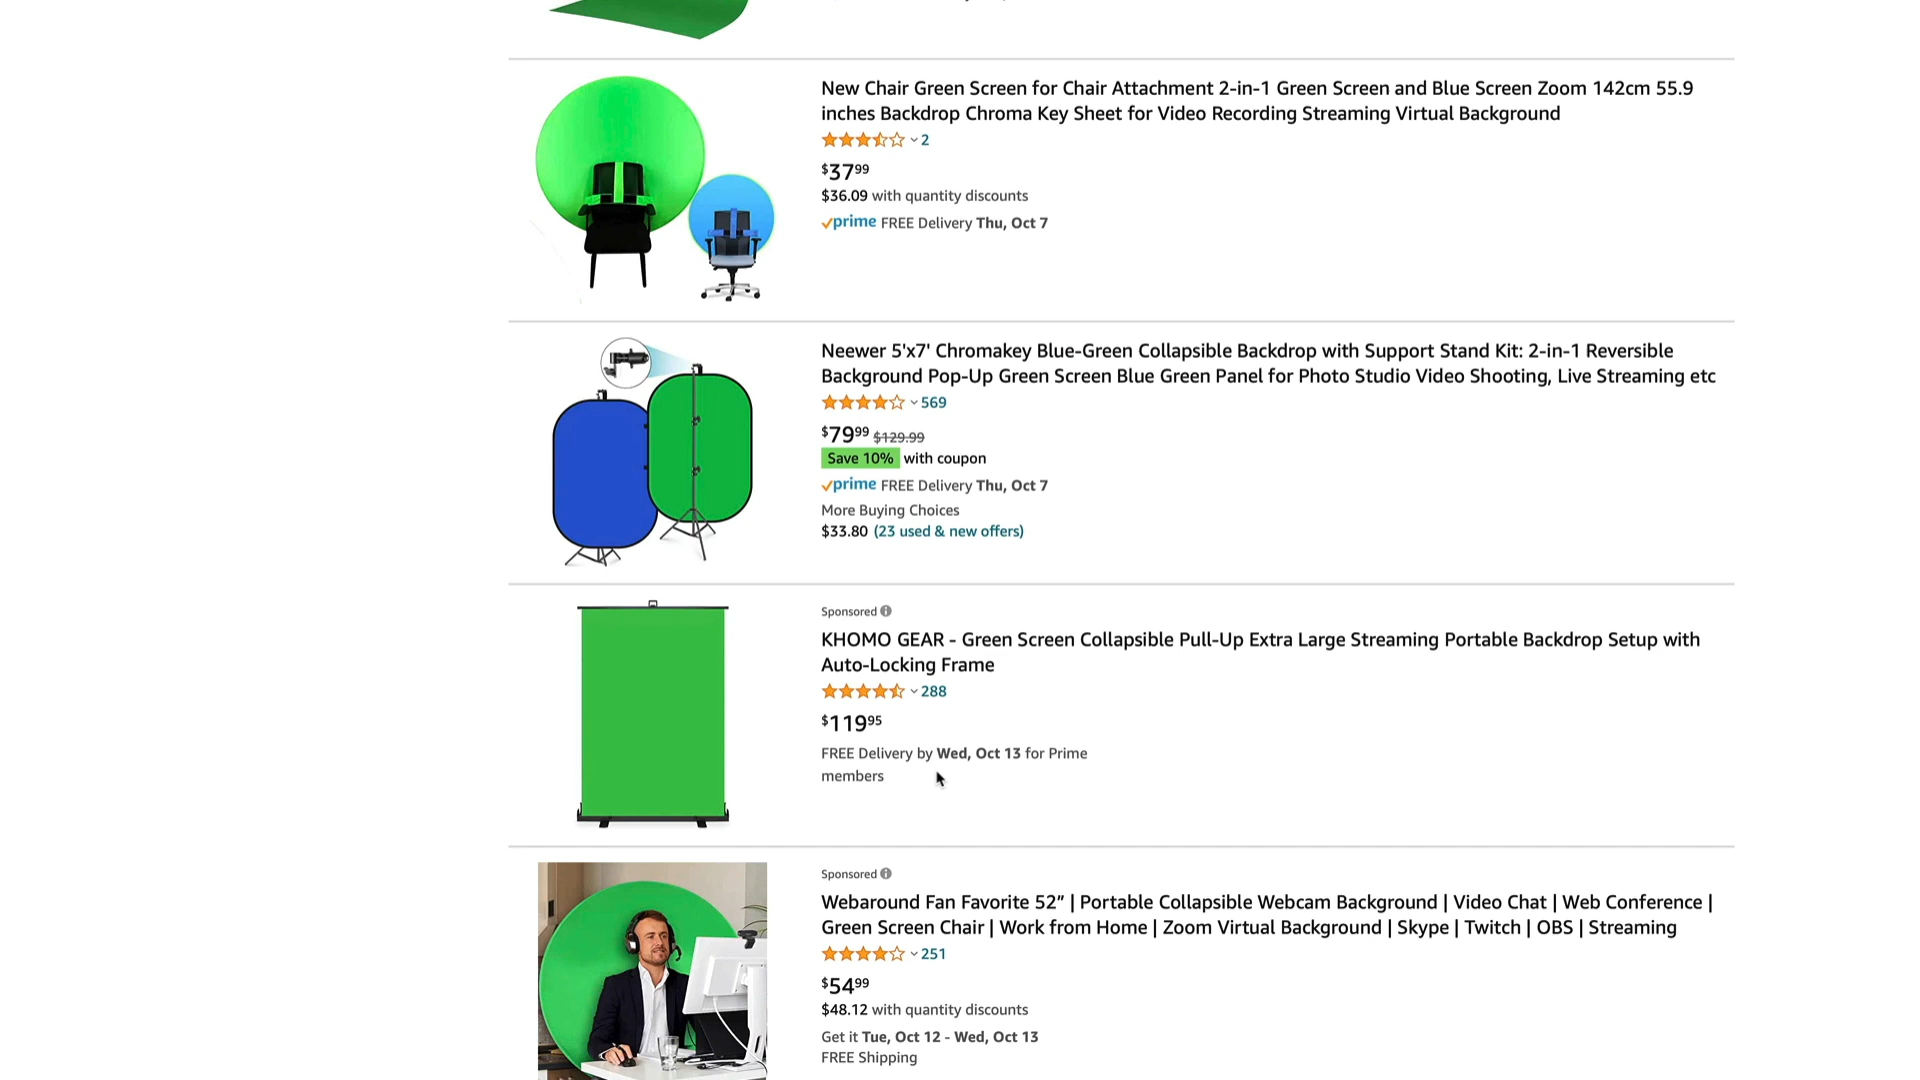 New Chair Green Screen for Chair Attachment 2-in-1 Green Screen and Blue Screen Zoom 142cm 55.9
inches Backdrop Chroma Key Sheet for Video Recording Streaming Virtual Background
2
$37.99
$36.09 with quantity discounts
prime FREE Delivery Thu, Oct 7
Neewer 5'x7' Chromakey Blue-Green Collapsible Backdrop with Support Stand Kit: 2-in-1 Reversible
Background Pop-Up Green Screen Blue Green Panel for Photo Studio Video Shooting, Live Streaming etc
569
$79.99 $129.99
Save 10% with coupon
prime FREE Delivery Thu, Oct 7
More Buying Choices
$33.80 (23 used & new offers)
Sponsored
KHOMO GEAR - Green Screen Collapsible Pull-Up Extra Large Streaming Portable Backdrop Setup with
Auto-Locking Frame
288
$119.95
FREE Delivery by Wed, Oct 13 for Prime
members
Sponsored
Webaround Fan Favorite 52” | Portable Collapsible Webcam Background | Video Chat | Web Conference |
Green Screen Chair | Work from Home | Zoom Virtual Background | Skype | Twitch | OBS | Streaming
251
$54.99
$48.12 with quantity discounts
Get it Tue, Oct 12 - Wed, Oct 13
FREE Shipping